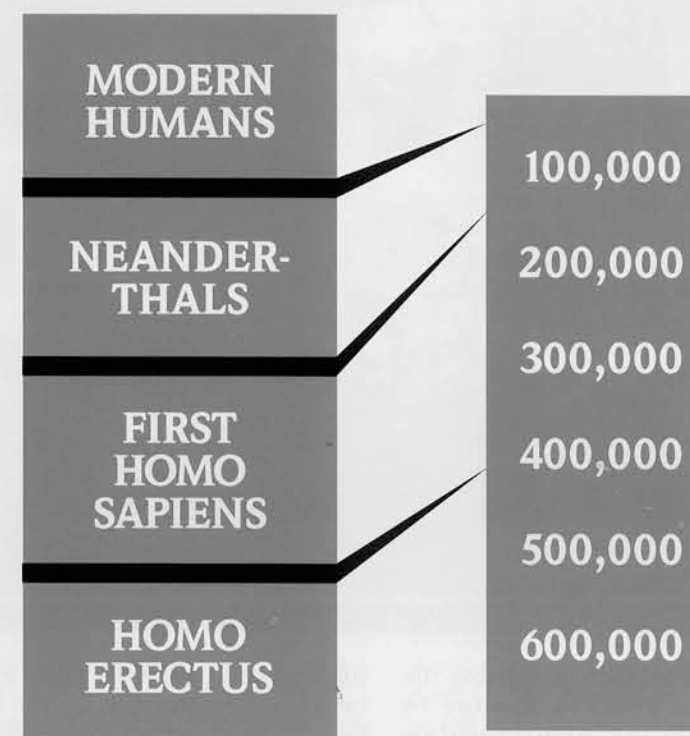 MODERN
HUMANS
NEANDER-
THALS
FIRST
HOMO
SAPIENS
HOMO
ERECTUS
100,000
200,000
300,000
400,000
500,000
600,000